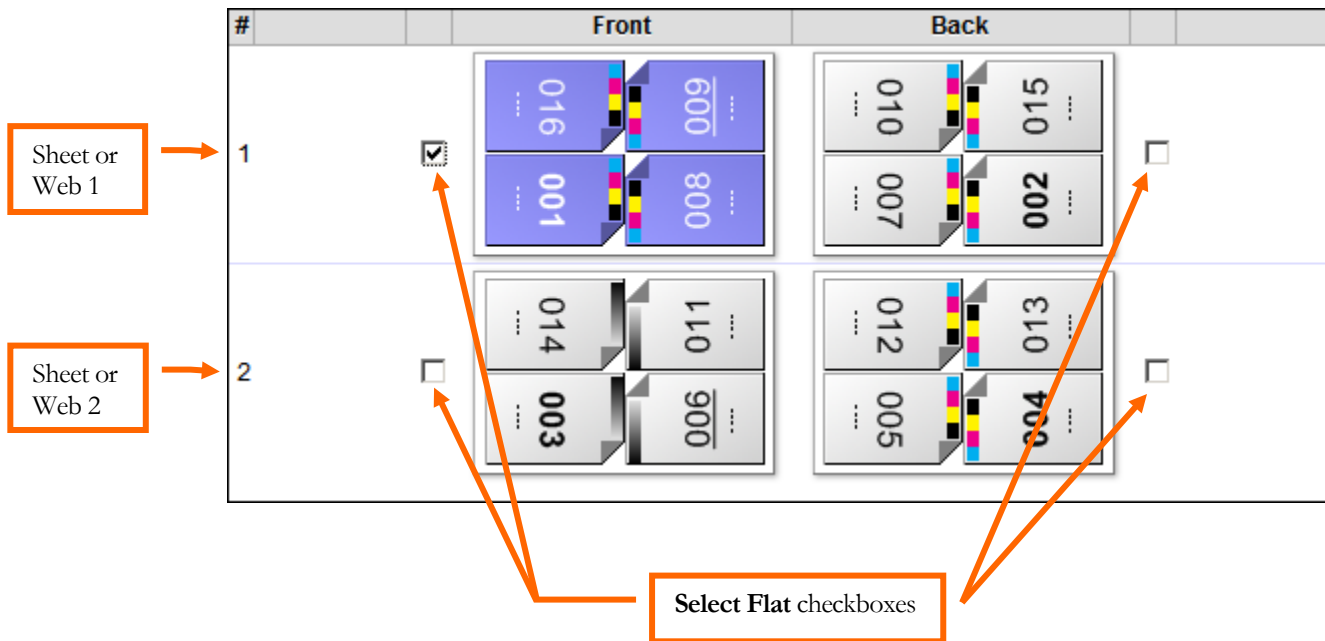 # Front Back
016 009 010 015
Sheet or
Web 1
1
001 008 007 002
014 011 012 013
Sheet or
Web 2
2
003 006 005 004
Select Flat checkboxes